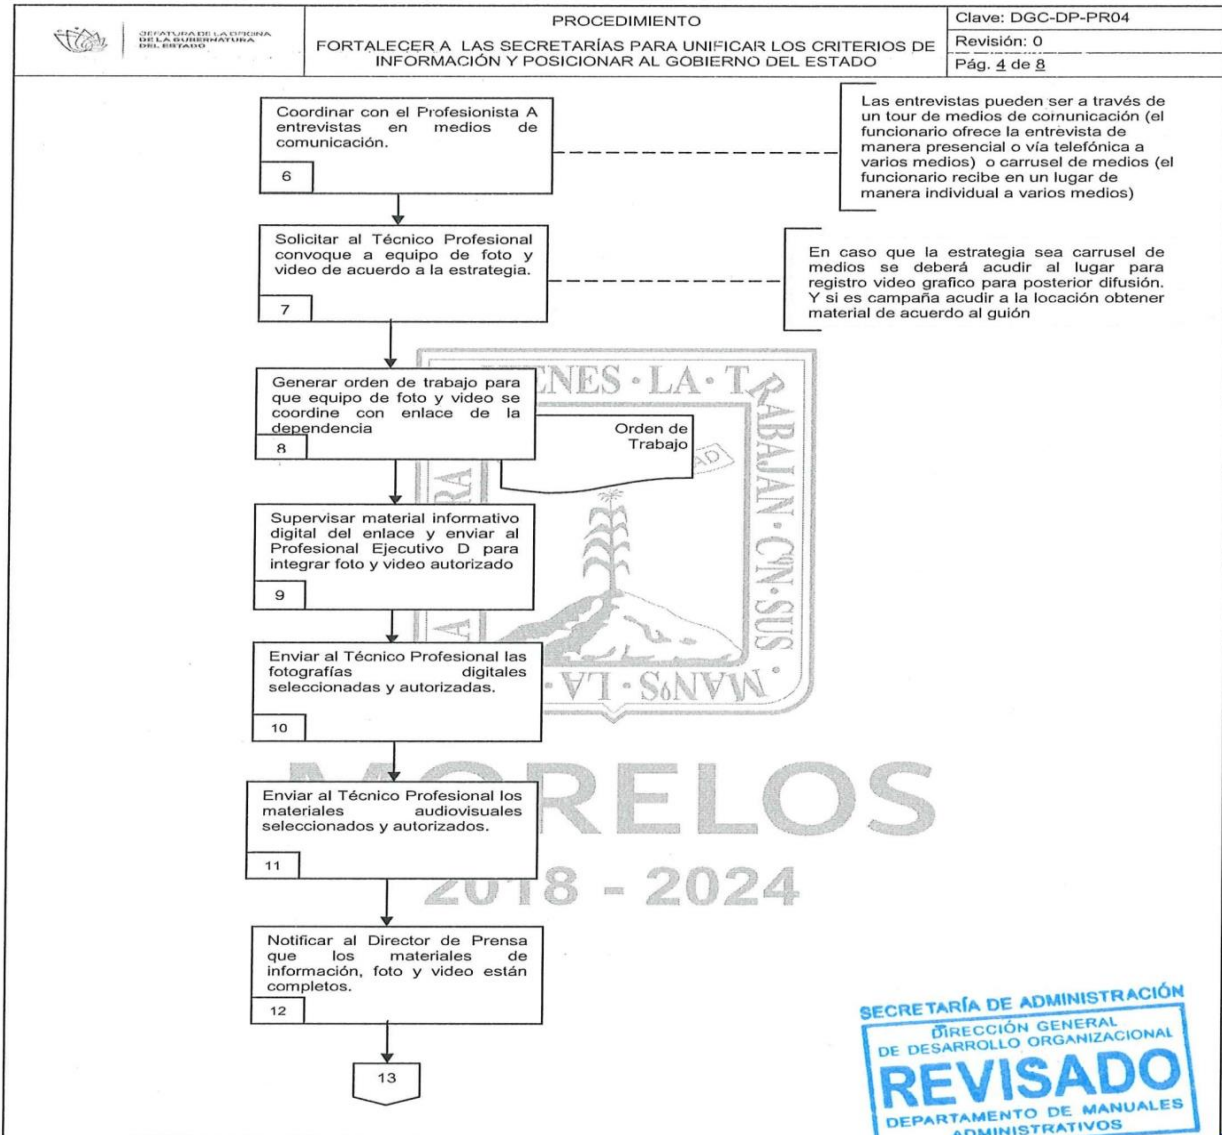 JEFATURA DE LA OFICINA
DE LA GUBERNATURA
DEL ESTADO
PROCEDIMIENTO
FORTALECER A LAS SECRETARÍAS PARA UNIFICAR LOS CRITERIOS DE
INFORMACIÓN Y POSICIONAR AL GOBIERNO DEL ESTADO
Clave: DGC-DP-PR04
Revisión: 0
Pág. 4 de 8
Coordinar con el Profesionista A
entrevistas en medios de
comunicación.
6
Las entrevistas pueden ser a través de
un tour de medios de comunicación (el
funcionario ofrece la entrevista de
manera presencial o vía telefónica a
varios medios) o carrusel de medios (el
funcionario recibe en un lugar de
manera individual a varios medios)
Solicitar al Técnico Profesional
convoque a equipo de foto y
video de acuerdo a la estrategia.
7
En caso que la estrategia sea carrusel de
medios se deberá acudir al lugar para
registro video grafico para posterior difusión.
Y si es campaña acudir a la locación obtener
material de acuerdo al guión
Generar orden de trabajo para
que equipo de foto y video se
coordine con enlace de la
dependencia
8
Orden de
Trabajo
Supervisar material informativo
digital del enlace y enviar al
Profesional Ejecutivo D para
integrar foto y video autorizado
9
Enviar al Técnico Profesional las
fotografías digitales
seleccionadas y autorizadas.
10
Enviar al Técnico Profesional los
materiales audiovisuales
seleccionados y autorizados.
11
Notificar al Director de Prensa
que los materiales de
información, foto y video están
completos.
12
13
LA · TRABAJAN · CON · SUS · MANOS · LA ·
MORELOS
2018 - 2024
SECRETARÍA DE ADMINISTRACIÓN
DIRECCIÓN GENERAL
DE DESARROLLO ORGANIZACIONAL
REVISADO
DEPARTAMENTO DE MANUALES
ADMINISTRATIVOS